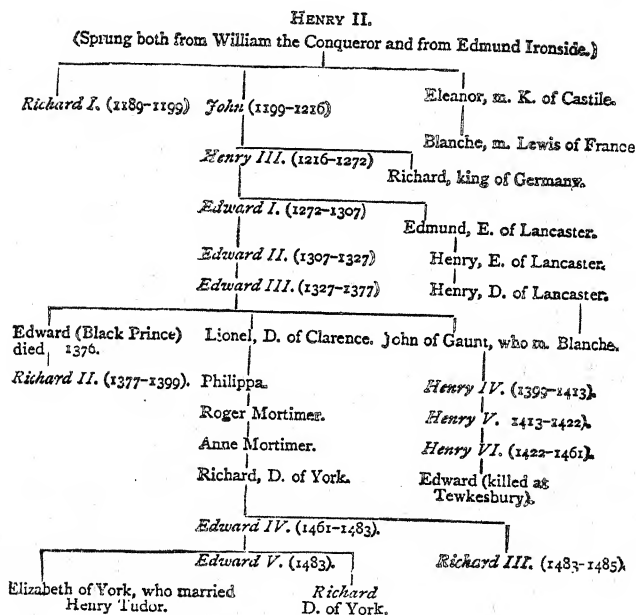 HENRY II.
(Sprung both from William the Conqueror and from Edmund Ironside.)
Richard I. (1189-1199) John (1199-1216) Eleanor, m. K. of Castile.
Blanche, m. Lewis of France
Henry III. (1216-1272)
Richard, king of Germany.
Edward I. (1272-1307)
Edmund, E. of Lancaster.
Edward II. (1307-1327) Henry, E. of Lancaster.
Edward III. (1327-1377) Henry, D. of Lancaster.
Edward (Black Prince) Lionel, D. of Clarence. John of Gaunt, who m. Blanche.
died 1376.
Richard II. (1377-1399). Philippa. Henry IV. (1399-1413).
Roger Mortimer. Henry V. 1413-1422).
Anne Mortimer. Henry VI. (1422-1461).
Richard, D. of York. Edward (killed as
Tewkesbury).
Edward IV. (1461-1483).
Edward V. (1483). Richard III. (1483-1485).
Elizabeth of York, who married Richard
Henry Tudor. D. of York.